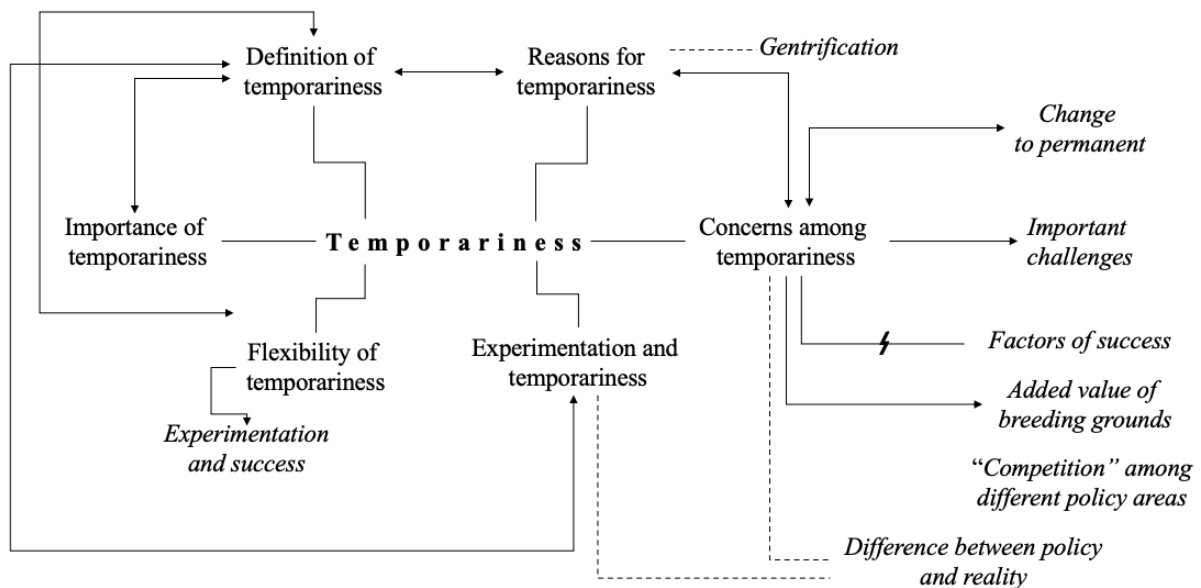 Definition of
temporariness
Reasons for
temporariness
Gentrification
Change
to permanent
Importance of
temporariness
Temporariness
Concerns among
temporariness
Important
challenges
Flexibility of
temporariness
Experimentation and
temporariness
Factors of success
Added value of
breeding grounds
Experimentation
and success
“Competition” among
different policy areas
Difference between policy
and reality